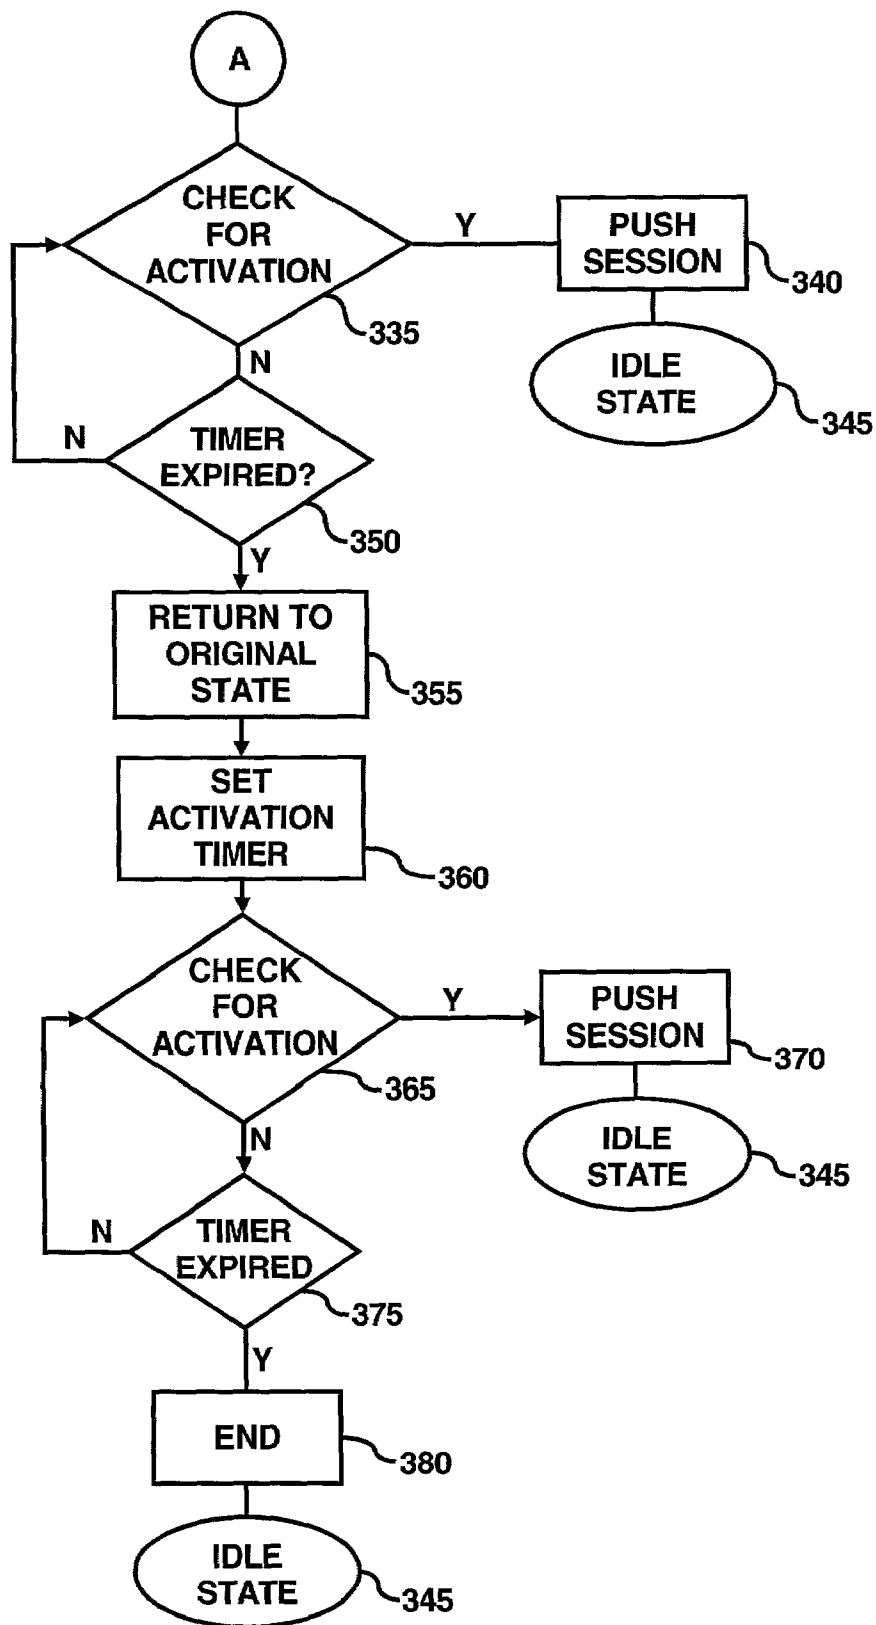 A
CHECK
FOR
ACTIVATION
335
Y
PUSH
SESSION
340
IDLE
STATE
345
N
TIMER
EXPIRED?
350
N
Y
RETURN TO
ORIGINAL
STATE
355
SET
ACTIVATION
TIMER
360
CHECK
FOR
ACTIVATION
365
Y
PUSH
SESSION
370
IDLE
STATE
345
N
TIMER
EXPIRED
375
N
Y
END
380
IDLE
STATE
345